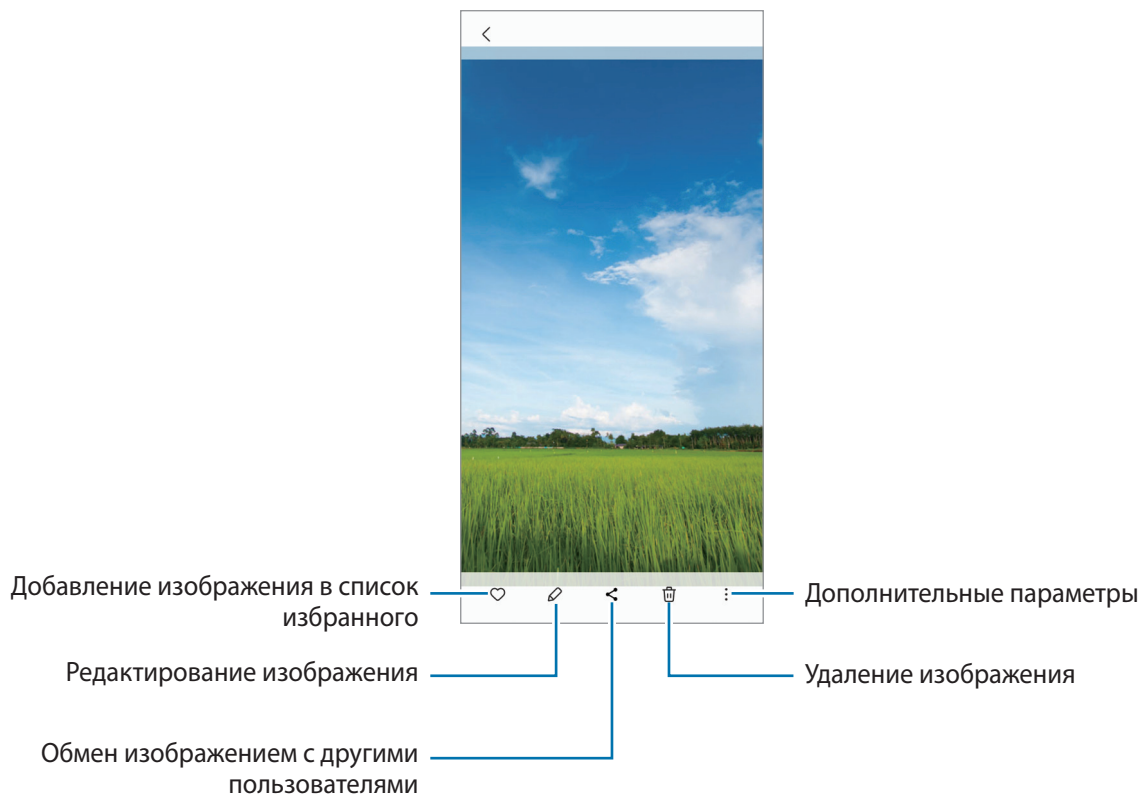 Добавление изображения в список
избранного
Дополнительные параметры
Редактирование изображения
Удаление изображения
Обмен изображением с другими
пользователями